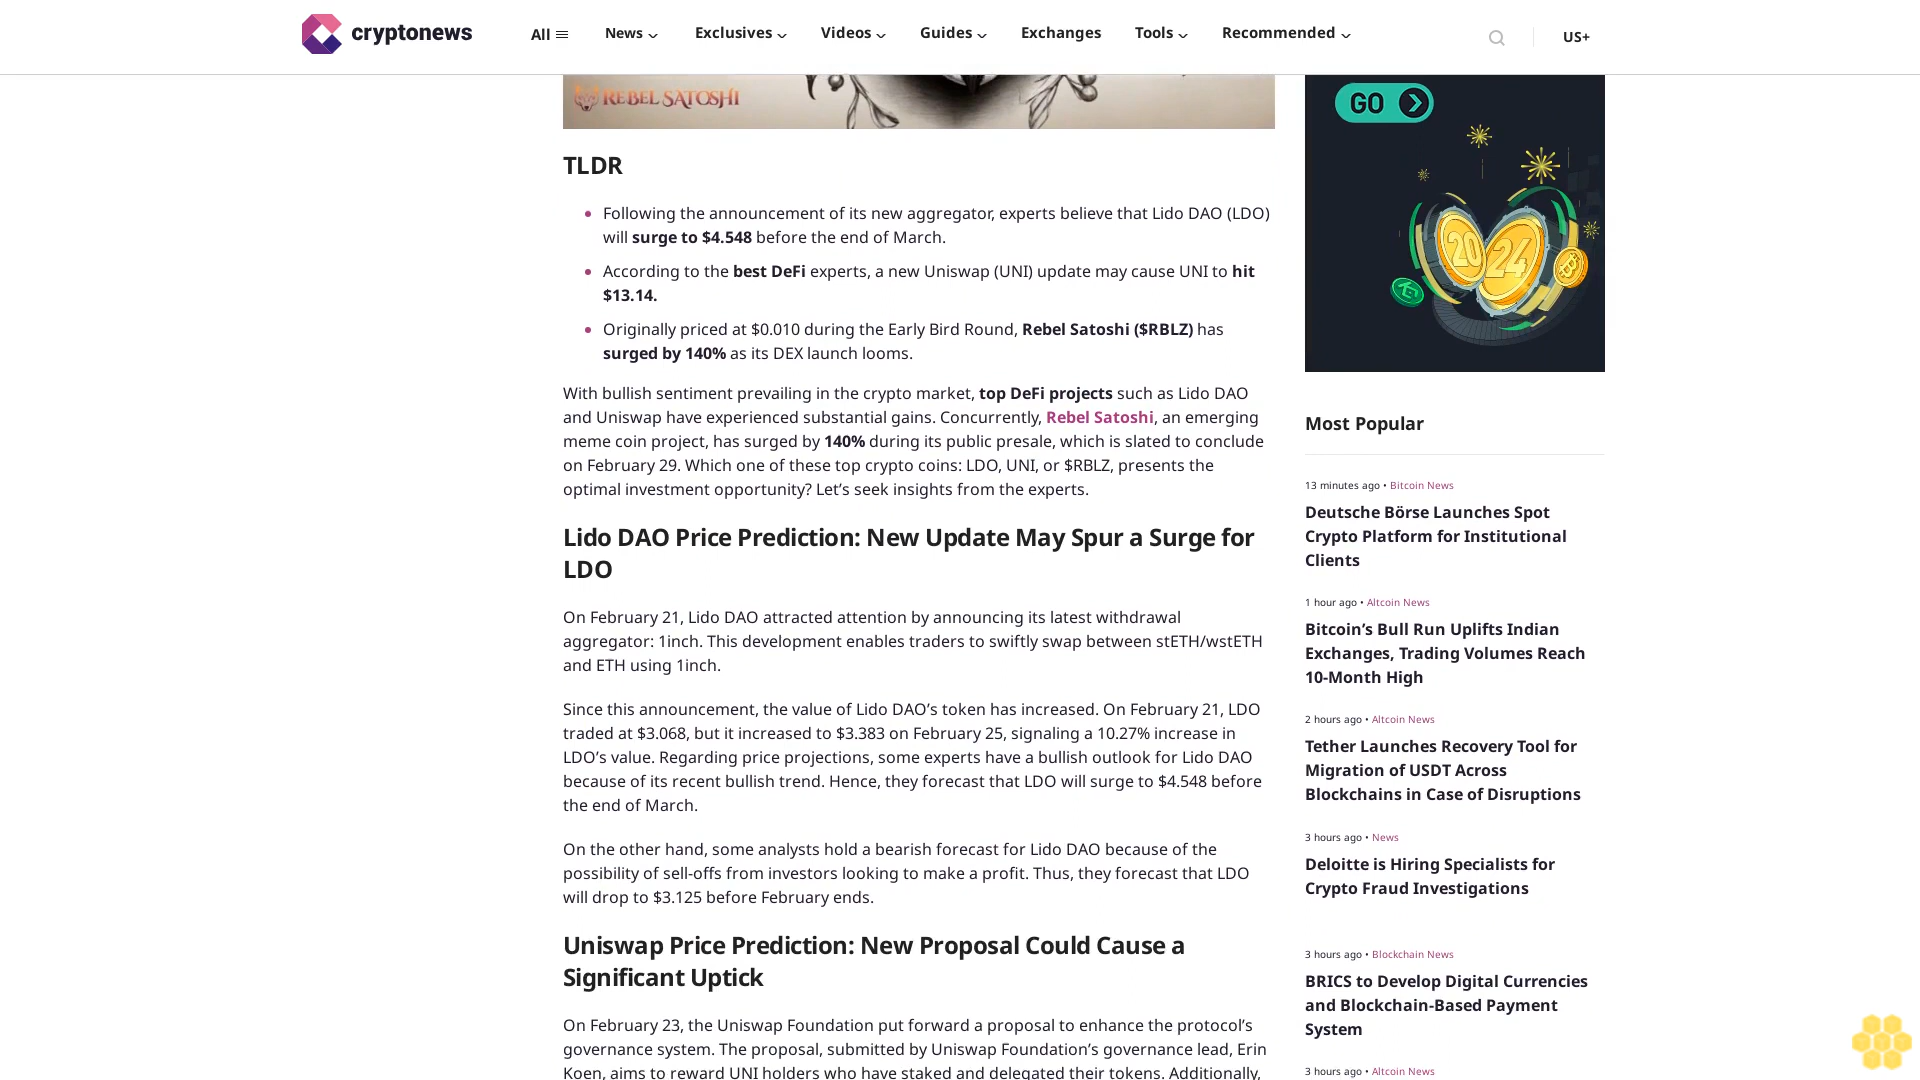 cryptonews
All
News
Exclusives
Videos
Guides
Exchanges
Tools
Recommended
US+
REBEL SATOSHI
GO
20
24
TLDR
Following the announcement of its new aggregator, experts believe that Lido DAO (LDO)
will surge to $4.548 before the end of March.
According to the best DeFi experts, a new Uniswap (UNI) update may cause UNI to hit
$13.14.
Originally priced at $0.010 during the Early Bird Round, Rebel Satoshi ($RBLZ) has
surged by 140% as its DEX launch looms.
With bullish sentiment prevailing in the crypto market, top DeFi projects such as Lido DAO
and Uniswap have experienced substantial gains. Concurrently, Rebel Satoshi, an emerging
meme coin project, has surged by 140% during its public presale, which is slated to conclude
on February 29. Which one of these top crypto coins: LDO, UNI, or $RBLZ, presents the
optimal investment opportunity? Let’s seek insights from the experts.
Lido DAO Price Prediction: New Update May Spur a Surge for
LDO
On February 21, Lido DAO attracted attention by announcing its latest withdrawal
aggregator: 1inch. This development enables traders to swiftly swap between stETH/wstETH
and ETH using 1inch.
Since this announcement, the value of Lido DAO’s token has increased. On February 21, LDO
traded at $3.068, but it increased to $3.383 on February 25, signaling a 10.27% increase in
LDO’s value. Regarding price projections, some experts have a bullish outlook for Lido DAO
because of its recent bullish trend. Hence, they forecast that LDO will surge to $4.548 before
the end of March.
On the other hand, some analysts hold a bearish forecast for Lido DAO because of the
possibility of sell-offs from investors looking to make a profit. Thus, they forecast that LDO
will drop to $3.125 before February ends.
Uniswap Price Prediction: New Proposal Could Cause a
Significant Uptick
On February 23, the Uniswap Foundation put forward a proposal to enhance the protocol’s
governance system. The proposal, submitted by Uniswap Foundation’s governance lead, Erin
Koen, aims to reward UNI holders who have staked and delegated their tokens. Additionally,
Most Popular
13 minutes ago • Bitcoin News
Deutsche Börse Launches Spot
Crypto Platform for Institutional
Clients
1 hour ago • Altcoin News
Bitcoin’s Bull Run Uplifts Indian
Exchanges, Trading Volumes Reach
10-Month High
2 hours ago • Altcoin News
Tether Launches Recovery Tool for
Migration of USDT Across
Blockchains in Case of Disruptions
3 hours ago • News
Deloitte is Hiring Specialists for
Crypto Fraud Investigations
3 hours ago • Blockchain News
BRICS to Develop Digital Currencies
and Blockchain-Based Payment
System
3 hours ago • Altcoin News